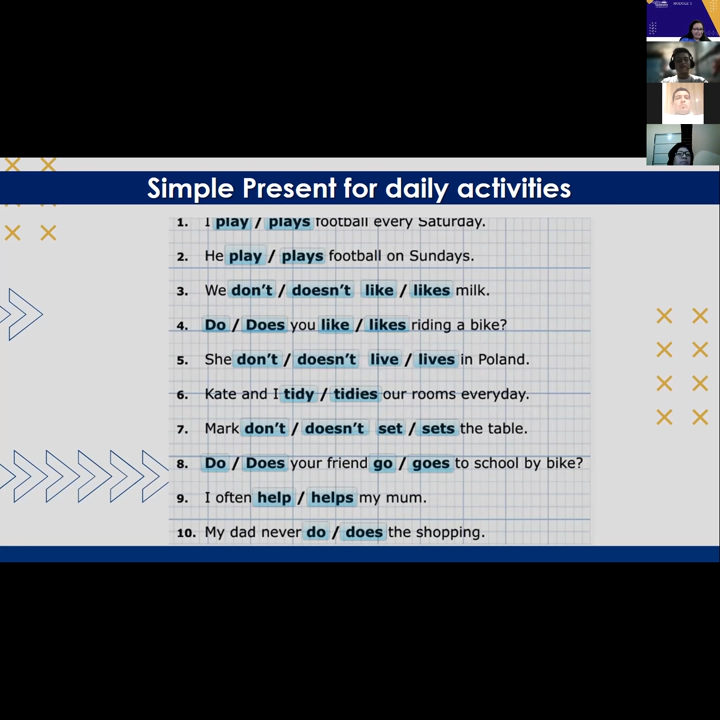 MODULE I
Simple Present for daily activities
1. I play / plays football every Saturday.
2. He play / plays football on Sundays.
3. We don't / doesn't like / likes milk.
4. Do / Does you like / likes riding a bike?
5. She don't / doesn't live / lives in Poland.
6. Kate and I tidy / tidies our rooms everyday.
7. Mark don't / doesn't set / sets the table.
8. Do / Does your friend go / goes to school by bike?
9. I often help / helps my mum.
10. My dad never do / does the shopping.